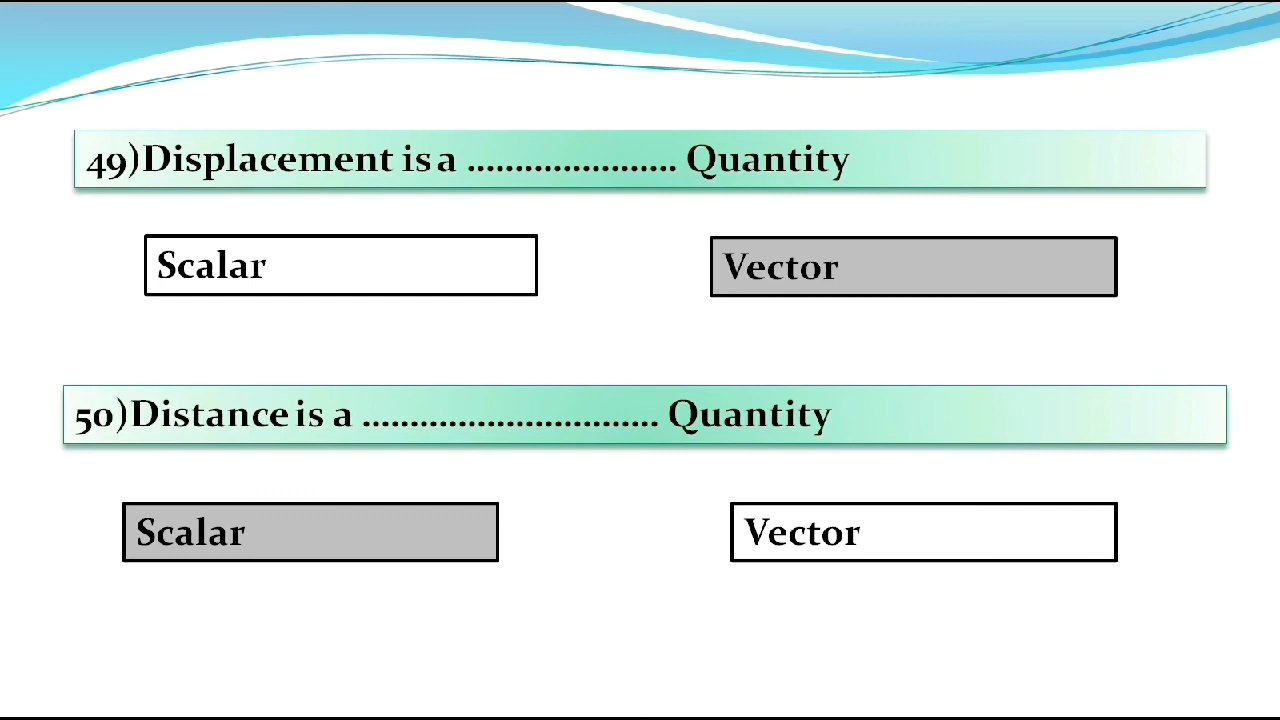 49)Displacement is a ...................... Quantity
Scalar
Vector
50)Distance is a ............................... Quantity
Scalar
Vector